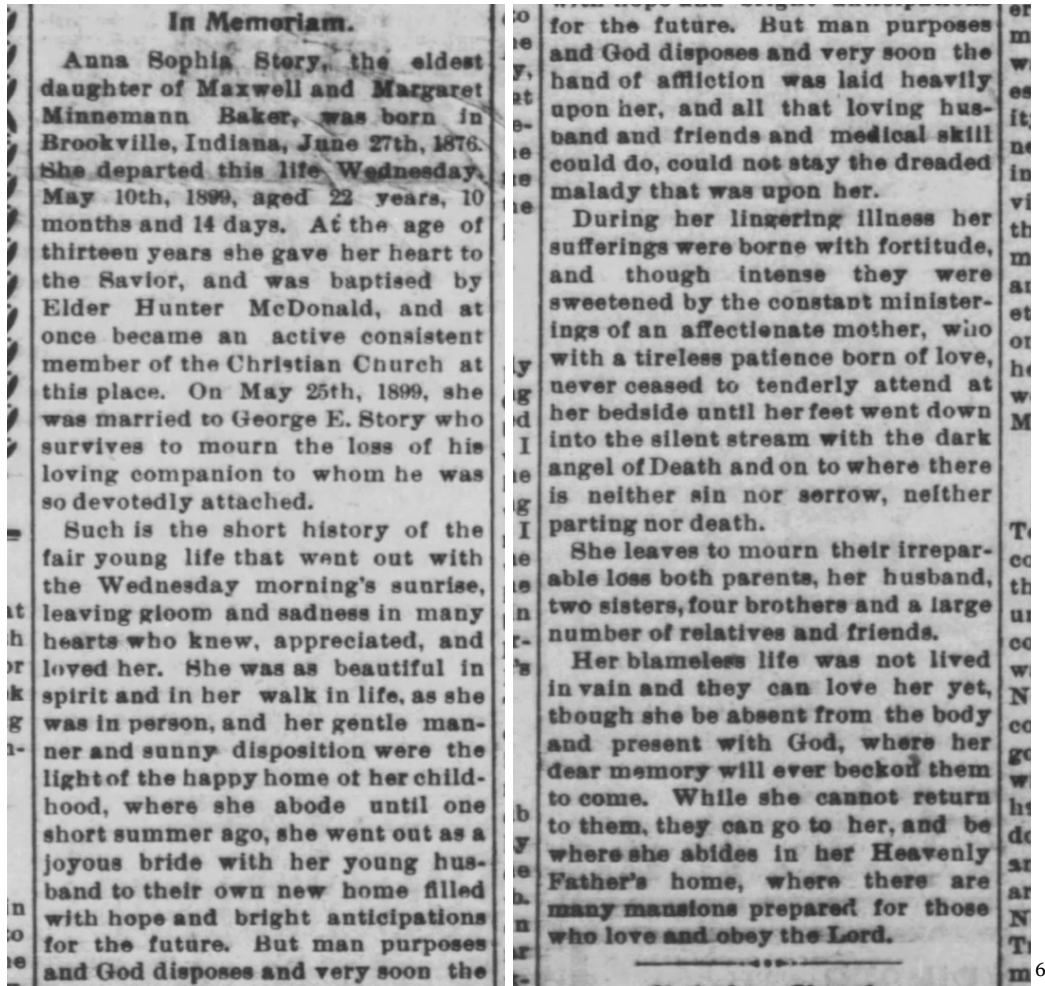 In Memoriam.
Anna Sophia Story, the eldest
daughter of Maxwell and Margaret
Minnemann Baker, was born in
Brookville, Indiana, June 27th, 1876.
She departed this life Wednesday,
May 10th, 1899, aged 22 years, 10
months and 14 days. At the age of
thirteen years she gave her heart to
the Savior, and was baptised by
Elder Hunter McDonald, and at
once became an active consistent
member of the Christian Church at
this place. On May 25th, 1899, she
was married to George E. Story who
survives to mourn the loss of his
loving companion to whom he was
so devotedly attached.
Such is the short history of the
fair young life that went out with
the Wednesday morning's sunrise,
leaving gloom and sadness in many
hearts who knew, appreciated, and
loved her. She was as beautiful in
spirit and in her walk in life, as she
was in person, and her gentle man-
ner and sunny disposition were the
light of the happy home of her child-
hood, where she abode until one
short summer ago, she went out as a
joyous bride with her young hus-
band to their own new home filled
with hope and bright anticipations
for the future. But man purposes
and God disposes and very soon the
for the future. But man purposes
and God disposes and very soon the
hand of affliction was laid heavily
upon her, and all that loving hus-
band and friends and medical skill
could do, could not stay the dreaded
malady that was upon her.
During her lingering illness her
sufferings were borne with fortitude,
and though intense they were
sweetened by the constant minister-
ings of an affectionate mother, who
with a tireless patience born of love,
never ceased to tenderly attend at
her bedside until her feet went down
into the silent stream with the dark
angel of Death and on to where there
is neither sin nor sorrow, neither
parting nor death.
She leaves to mourn their irrepar-
able loss both parents, her husband,
two sisters, four brothers and a large
number of relatives and friends.
Her blameless life was not lived
in vain and they can love her yet,
though she be absent from the body
and present with God, where her
dear memory will ever beckon them
to come. While she cannot return
to them, they can go to her, and be
where she abides in her Heavenly
Father's home, where there are
many mansions prepared for those
who love and obey the Lord.
6